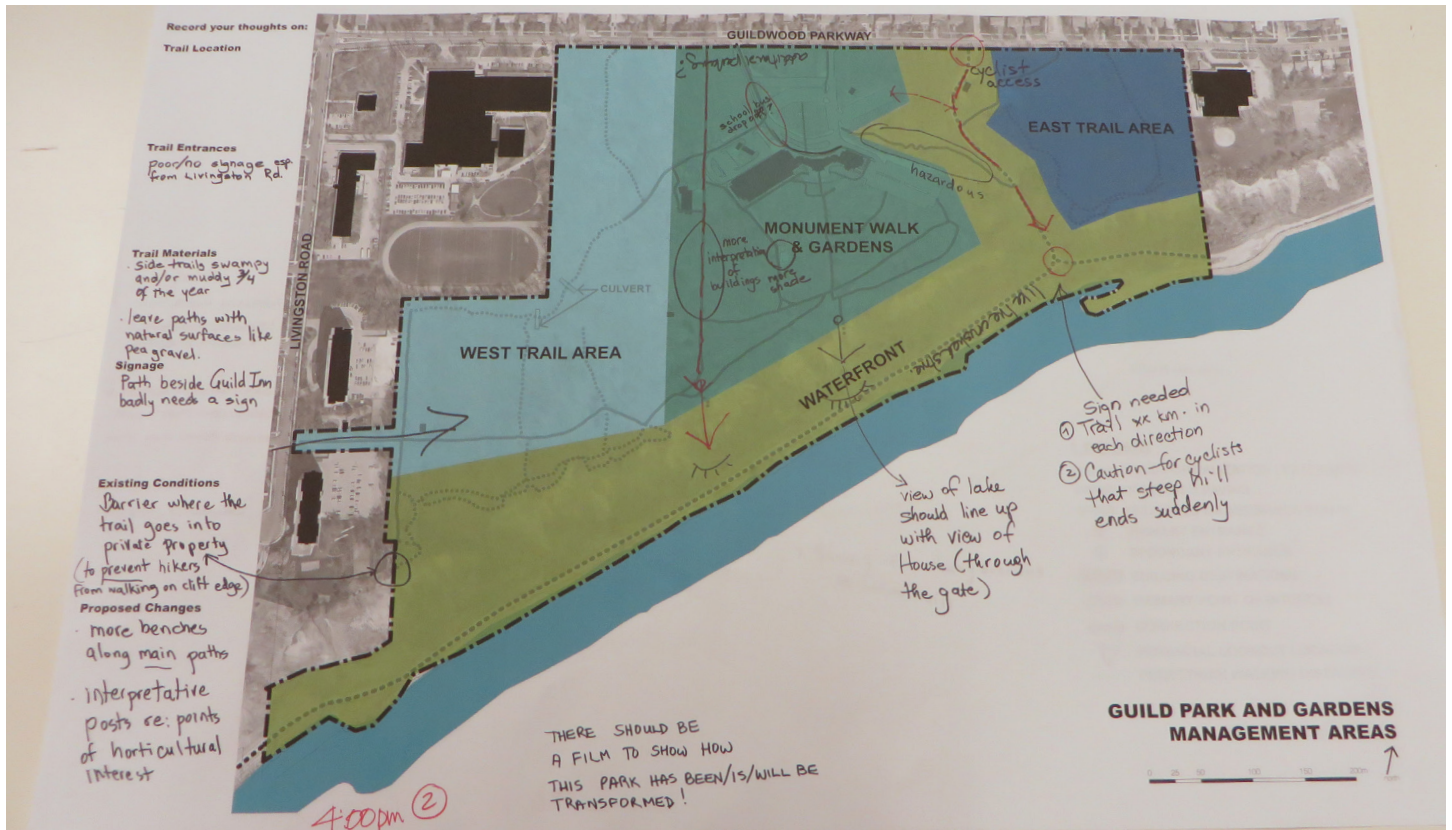 Record your thoughts on:
Trail Location
Trail Entrances
poor/no signage esp.
from Livingston Rd.
Trail Materials
· side trails swampy
and/or muddy 3/4
of the year
· leave paths with
natural surfaces like
pea gravel.
Signage
Path beside Guild Inn
badly needs a sign
Existing Conditions
Barrier where the
trail goes into
private property
(to prevent hikers
from walking on cliff edge)
Proposed Changes
· more benches
along main paths
· interpretative
posts re: points
of horticultural
interest
GUILDWOOD PARKWAY
LIVINGSTON ROAD
additional parking?
school bus
drop off?
cyclist
access
EAST TRAIL AREA
hazardous
MONUMENT WALK
& GARDENS
more
interpretation
of
buildings
more
shade
CULVERT
WEST TRAIL AREA
WATERFRONT
view of lake
should line up
with view of
House (through
the gate)
Sign needed
① Trail xx km. in
each direction
② Caution-for cyclists
that steep hill
ends suddenly
THERE SHOULD BE
A FILM TO SHOW HOW
THIS PARK HAS BEEN/IS/WILL BE
TRANSFORMED!
4:00pm ②
GUILD PARK AND GARDENS
MANAGEMENT AREAS
0 25 50 100 150 200m